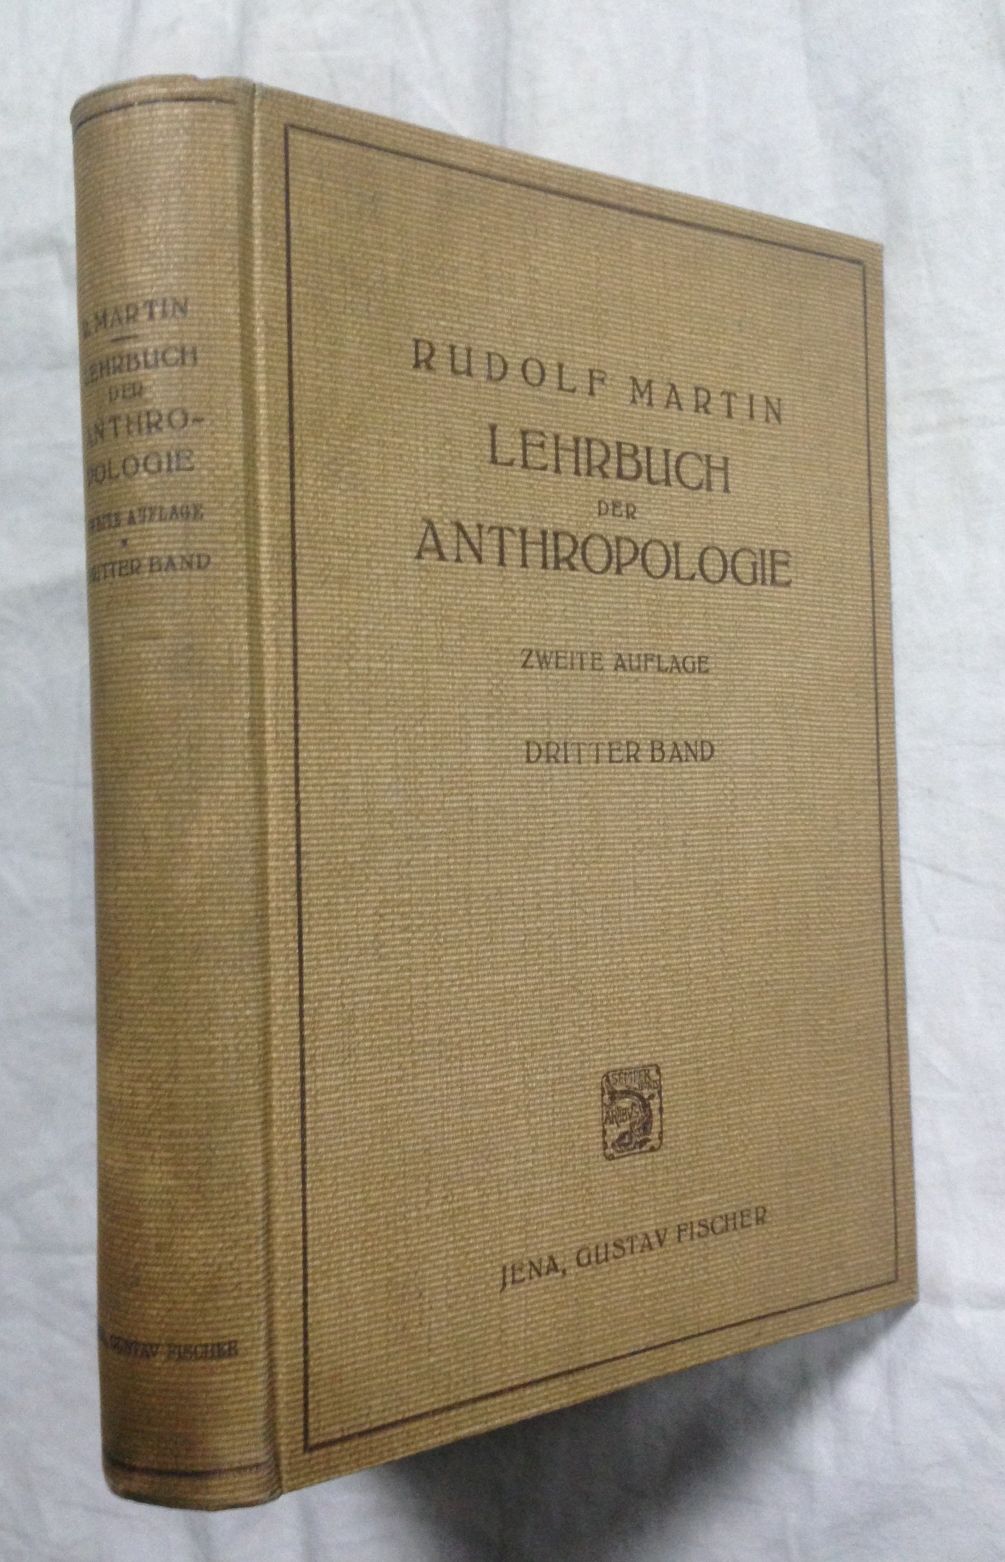 MARTIN
LEHRBUCH
DER
ANTHRO-
POLOGIE
AUFLAGE
DRITTER BAND
GUSTAV FISCHER
RUDOLF MARTIN
LEHRBUCH
DER
ANTHROPOLOGIE
ZWEITE AUFLAGE
DRITTER BAND
JENA, GUSTAV FISCHER